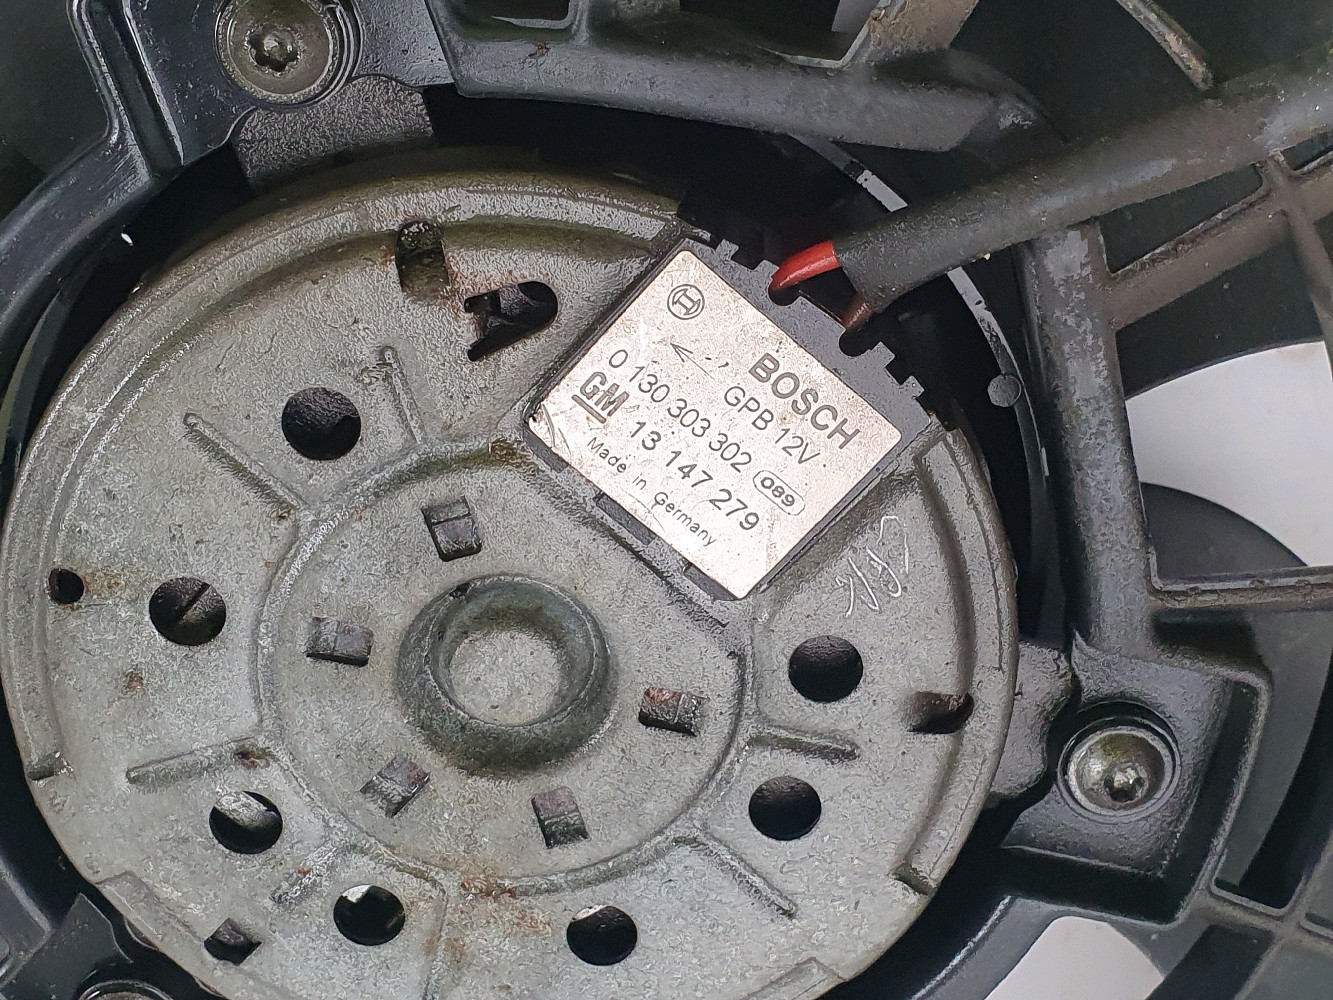 BOSCH
GPB 12V
0 130 303 302 089
GM 13 147 279
Made in Germany